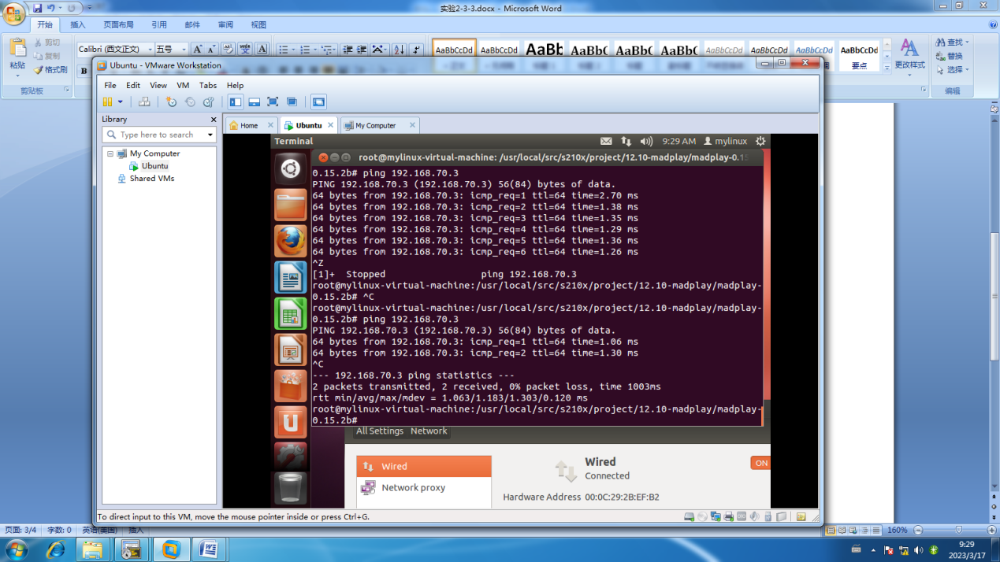 实验2-3-3.docx - Microsoft Word
开始 插入 页面布局 引用 邮件 审阅 视图
剪切
复制
格式刷
粘贴
剪贴板
Calibri (西文正文) 五号
B
AaBbCcDd AaBbCcDd AaBb AaBbC AaBbC AaBbC AaBbCcDd AaBbCcDd AaBbCcDd AaBbCcDd
要点
更改样式
查找
替换
选择
编辑
Ubuntu - VMware Workstation
File Edit View VM Tabs Help
Library
Type here to search
My Computer
Ubuntu
Shared VMs
Home Ubuntu My Computer
Terminal 9:29 AM mylinux
root@mylinux-virtual-machine: /usr/local/src/s210x/project/12.10-madplay/madplay-0.15
0.15.2b# ping 192.168.70.3
PING 192.168.70.3 (192.168.70.3) 56(84) bytes of data.
64 bytes from 192.168.70.3: icmp_req=1 ttl=64 time=2.70 ms
64 bytes from 192.168.70.3: icmp_req=2 ttl=64 time=1.38 ms
64 bytes from 192.168.70.3: icmp_req=3 ttl=64 time=1.35 ms
64 bytes from 192.168.70.3: icmp_req=4 ttl=64 time=1.29 ms
64 bytes from 192.168.70.3: icmp_req=5 ttl=64 time=1.36 ms
64 bytes from 192.168.70.3: icmp_req=6 ttl=64 time=1.26 ms
^Z
[1]+  Stopped                 ping 192.168.70.3
root@mylinux-virtual-machine:/usr/local/src/s210x/project/12.10-madplay/madplay-
0.15.2b# ^C
root@mylinux-virtual-machine:/usr/local/src/s210x/project/12.10-madplay/madplay-
0.15.2b# ping 192.168.70.3
PING 192.168.70.3 (192.168.70.3) 56(84) bytes of data.
64 bytes from 192.168.70.3: icmp_req=1 ttl=64 time=1.06 ms
64 bytes from 192.168.70.3: icmp_req=2 ttl=64 time=1.30 ms
^C
--- 192.168.70.3 ping statistics ---
2 packets transmitted, 2 received, 0% packet loss, time 1003ms
rtt min/avg/max/mdev = 1.063/1.183/1.303/0.120 ms
root@mylinux-virtual-machine:/usr/local/src/s210x/project/12.10-madplay/madplay-
0.15.2b#
All Settings Network
Wired
Network proxy
Wired
Connected
ON
Hardware Address 00:0C:29:2B:EF:B2
To direct input to this VM, move the mouse pointer inside or press Ctrl+G.
页面: 3/4 字数: 0 英语(美国) 插入 160%
9:29
2023/3/17